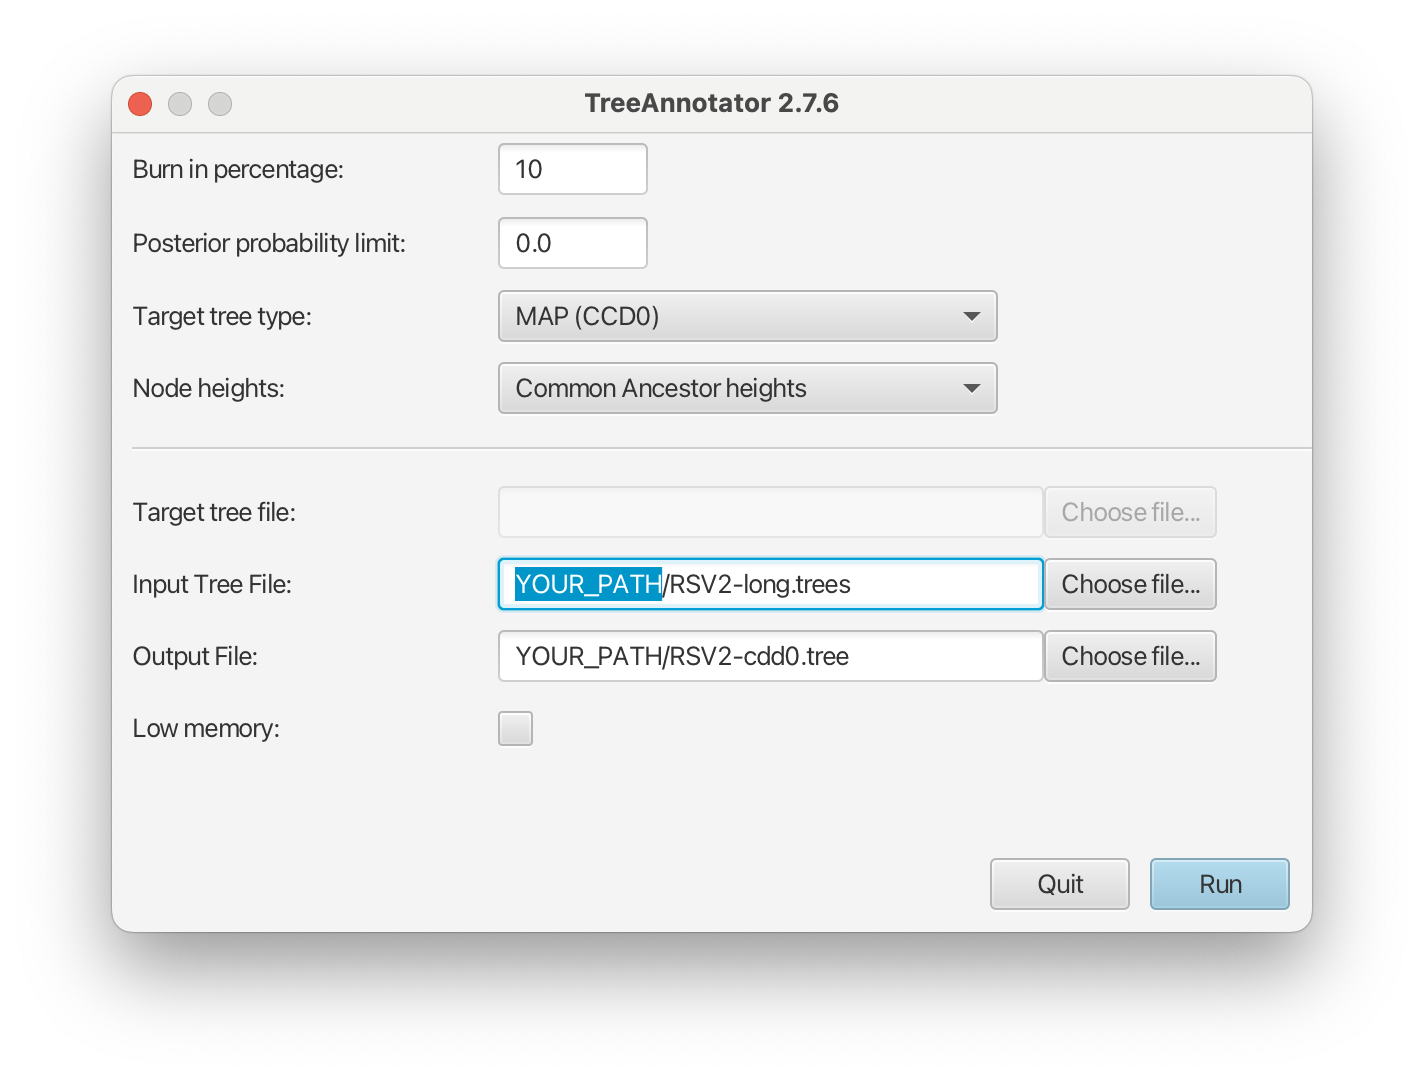 TreeAnnotator 2.7.6
Burn in percentage: 10
Posterior probability limit: 0.0
Target tree type: MAP (CCD0)
Node heights: Common Ancestor heights
Target tree file: Choose file...
Input Tree File: YOUR_PATH/RSV2-long.trees Choose file...
Output File: YOUR_PATH/RSV2-cdd0.tree Choose file...
Low memory:
Quit Run